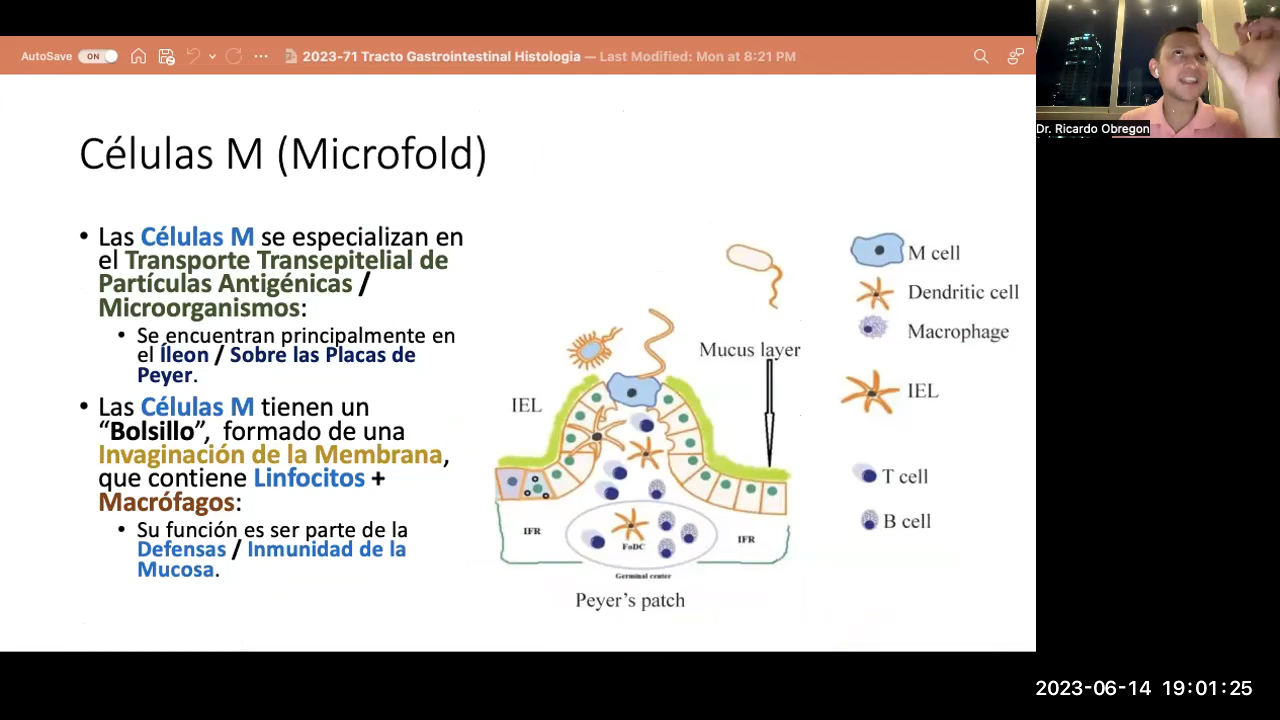 AutoSave ON ... 2023-71 Tracto Gastrointestinal Histologia — Last Modified: Mon at 8:21 PM
Dr. Ricardo Obregon
Células M (Microfold)
• Las Células M se especializan en
el Transporte Transepitelial de
Partículas Antigénicas /
Microorganismos:
• Se encuentran principalmente en
el Íleon / Sobre las Placas de
Peyer.
• Las Células M tienen un
“Bolsillo”, formado de una
Invaginación de la Membrana,
que contiene Linfocitos +
Macrófagos:
• Su función es ser parte de la
Defensas / Inmunidad de la
Mucosa.
Mucus layer
IEL
IFR
FoDC
IFR
Germinal center
Peyer’s patch
M cell
Dendritic cell
Macrophage
IEL
T cell
B cell
2023-06-14 19:01:25